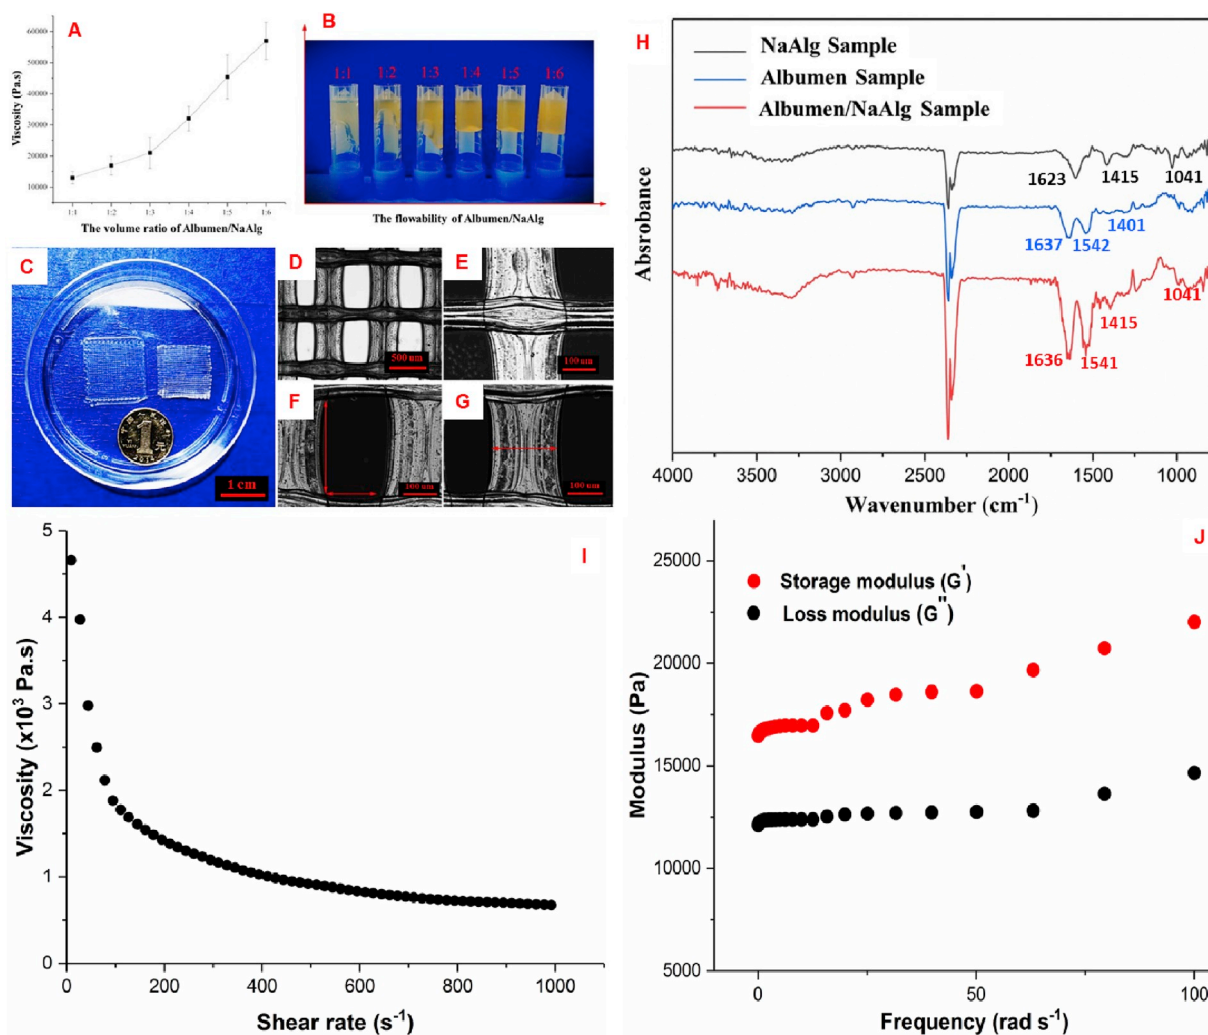 A
60000
50000
40000
30000
20000
10000
Viscosity (Pa.s)
1:1 1:2 1:3 1:4 1:5 1:6
The volume ratio of Albumen/NaAlg
B
1:1 1:2 1:3 1:4 1:5 1:6
The flowability of Albumen/NaAlg
C
1 cm
D
500 um
E
100 um
F
100 um
G
100 um
H
NaAlg Sample
Albumen Sample
Albumen/NaAlg Sample
1623 1415 1041
1637 1542 1401
1636 1541 1415 1041
Absrobance
4000 3500 3000 2500 2000 1500 1000
Wavenumber (cm⁻¹)
I
5
4
3
2
1
0
Viscosity (x10³ Pa.s)
0 200 400 600 800 1000
Shear rate (s⁻¹)
J
Storage modulus (G')
Loss modulus (G'')
25000
20000
15000
10000
5000
Modulus (Pa)
0 50 100
Frequency (rad s⁻¹)